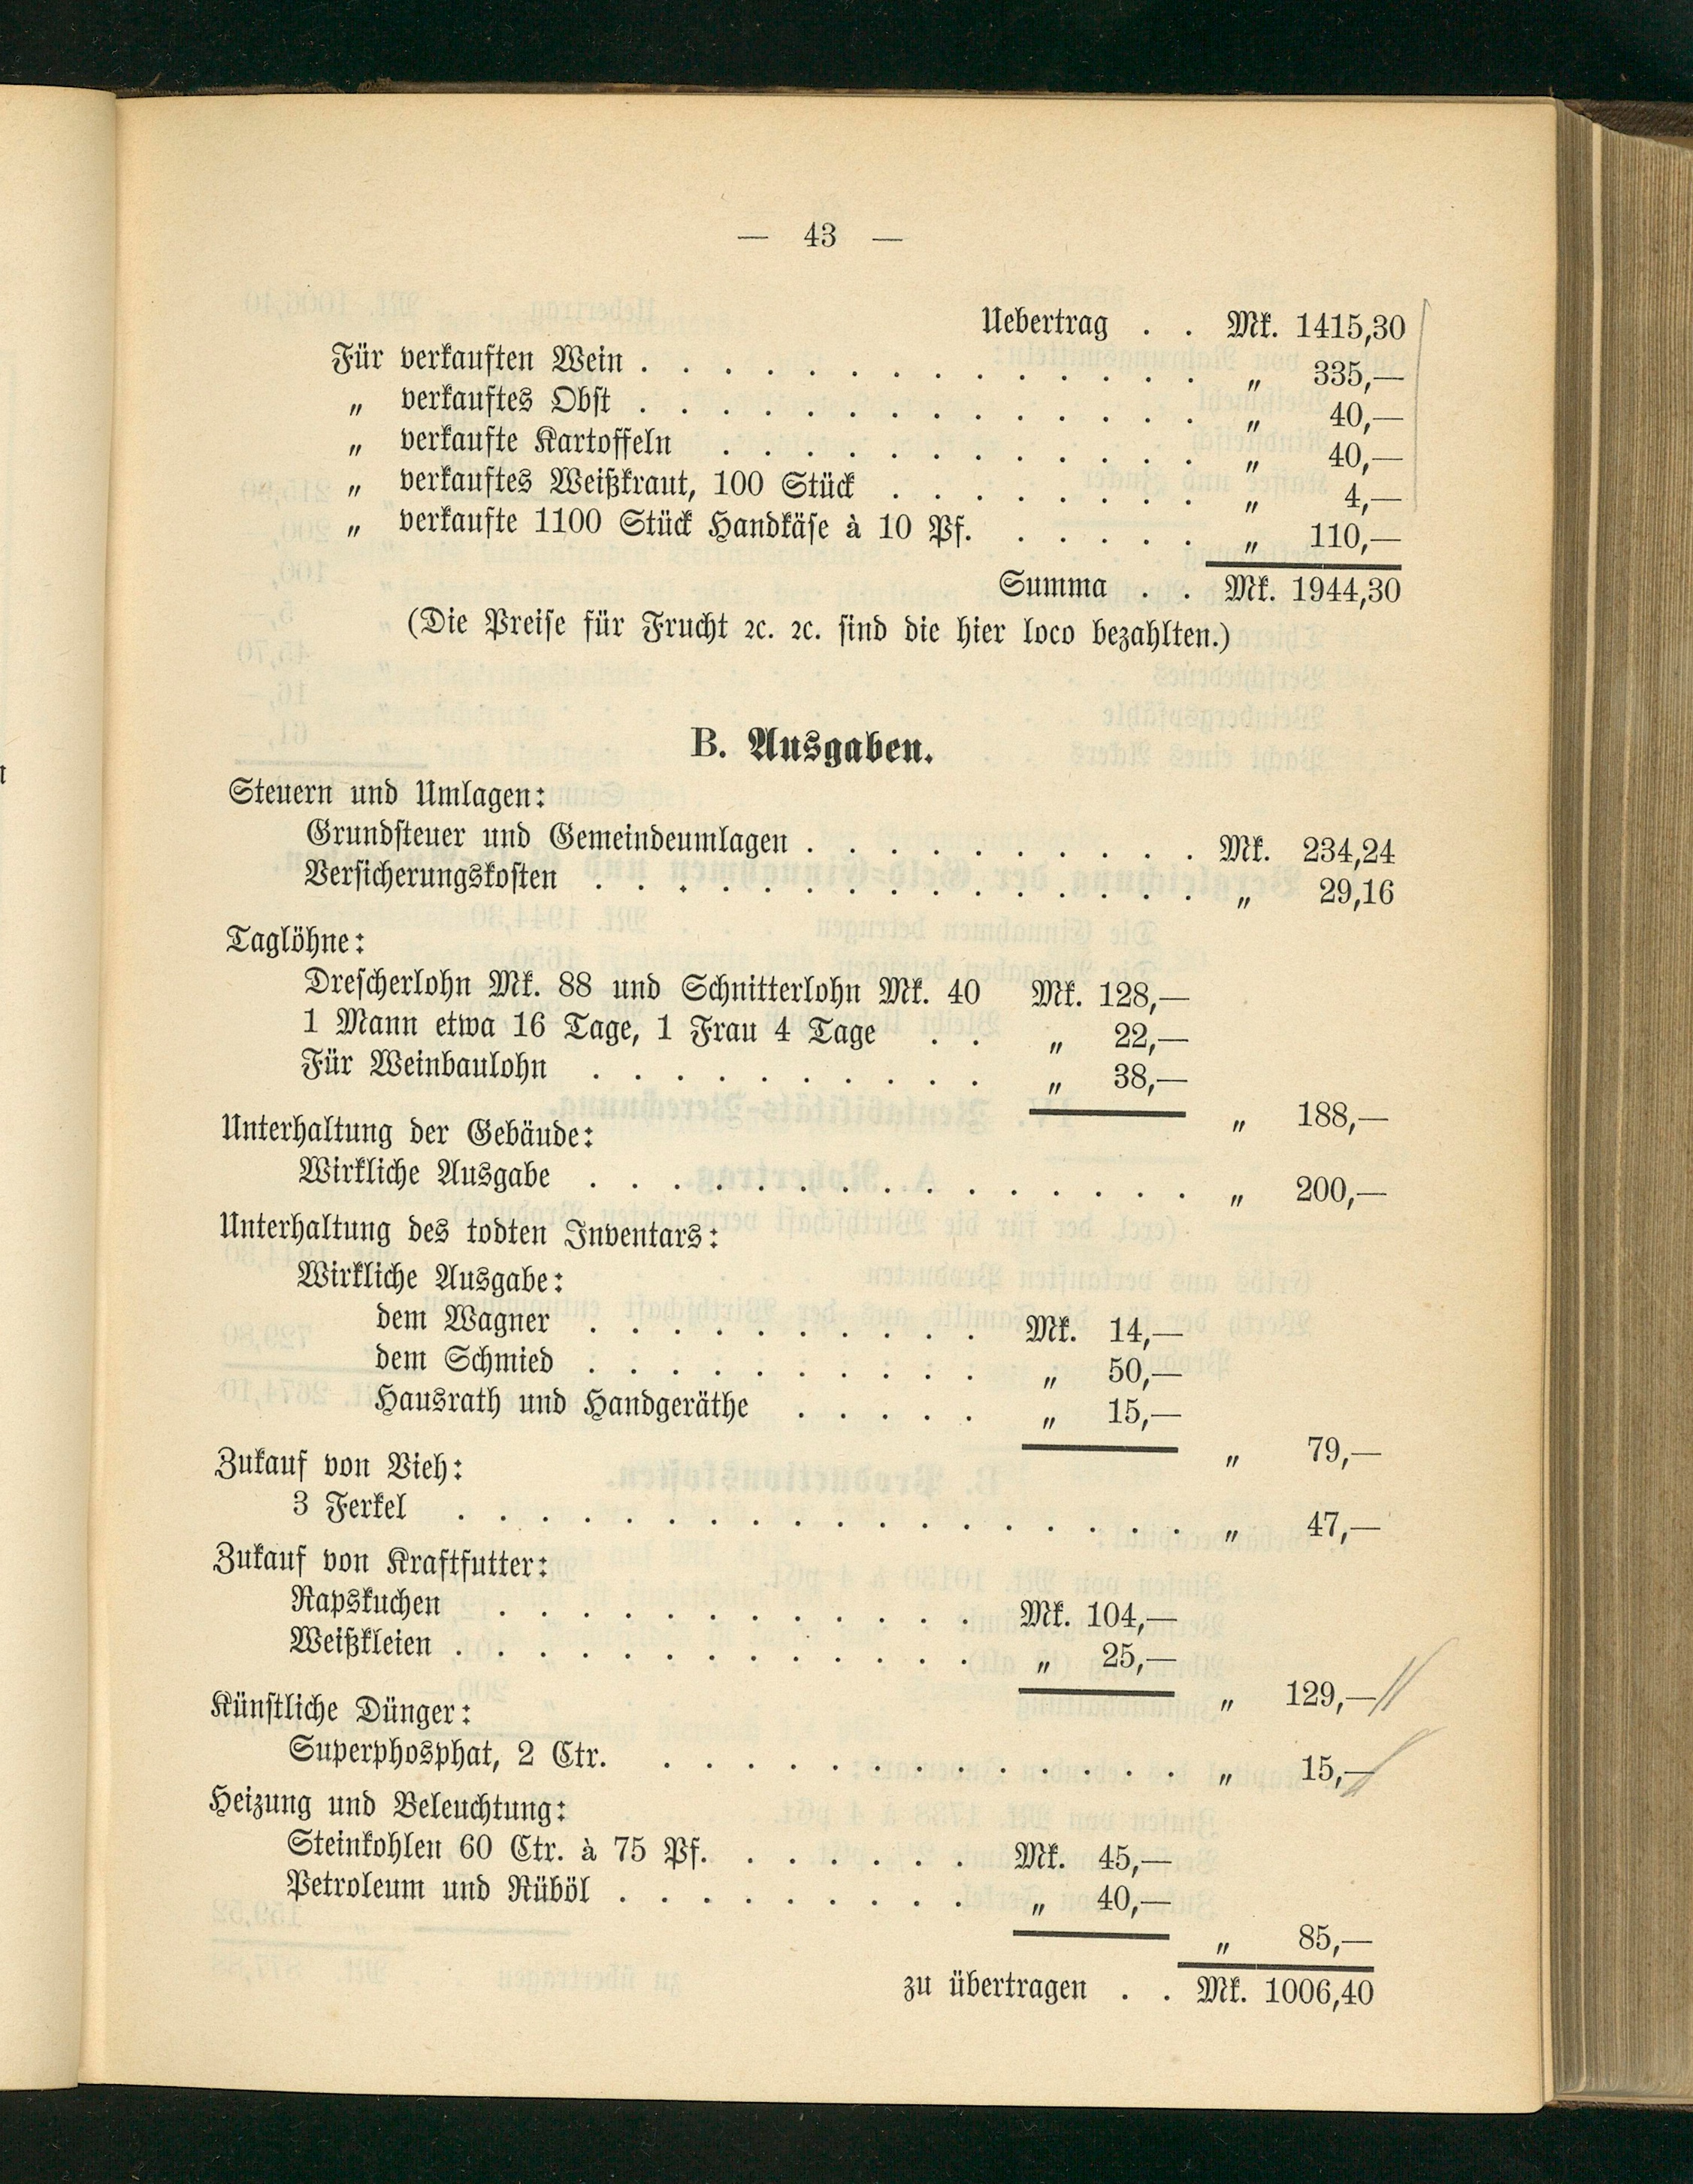 — 43 —
Uebertrag . . Mk. 1415,30
Für verkauften Wein . . . . . . . . . . . . . . „ 335,—
„ verkauftes Obst . . . . . . . . . . . . . . „ 40,—
„ verkaufte Kartoffeln . . . . . . . . . . . . „ 40,—
„ verkauftes Weißkraut, 100 Stück . . . . . . . . „ 4,—
„ verkaufte 1100 Stück Handkäse à 10 Pf. . . . . . „ 110,—
Summa . . Mk. 1944,30
(Die Preise für Frucht ꝛc. ꝛc. sind die hier loco bezahlten.)
B. Ausgaben.
Steuern und Umlagen:
Grundsteuer und Gemeindeumlagen . . . . . . . . . . Mk. 234,24
Versicherungskosten . . . . . . . . . . . . . . . „ 29,16
Taglöhne:
Drescherlohn Mk. 88 und Schnitterlohn Mk. 40 Mk. 128,—
1 Mann etwa 16 Tage, 1 Frau 4 Tage . . „ 22,—
Für Weinbaulohn . . . . . . . . . . „ 38,—
„ 188,—
Unterhaltung der Gebäude:
Wirkliche Ausgabe . . . . . . . . . . . . . . . „ 200,—
Unterhaltung des todten Inventars:
Wirkliche Ausgabe:
dem Wagner . . . . . . . . . . Mk. 14,—
dem Schmied . . . . . . . . . . „ 50,—
Hausrath und Handgeräthe . . . . . „ 15,—
„ 79,—
Zukauf von Vieh:
3 Ferkel . . . . . . . . . . . . . . . . . . „ 47,—
Zukauf von Kraftfutter:
Rapskuchen . . . . . . . . . . . . Mk. 104,—
Weißkleien . . . . . . . . . . . . . „ 25,—
„ 129,—
Künstliche Dünger:
Superphosphat, 2 Ctr. . . . . . . . . . . . . . „ 15,—
Heizung und Beleuchtung:
Steinkohlen 60 Ctr. à 75 Pf. . . . . . . Mk. 45,—
Petroleum und Rüböl . . . . . . . . . „ 40,—
„ 85,—
zu übertragen . . Mk. 1006,40